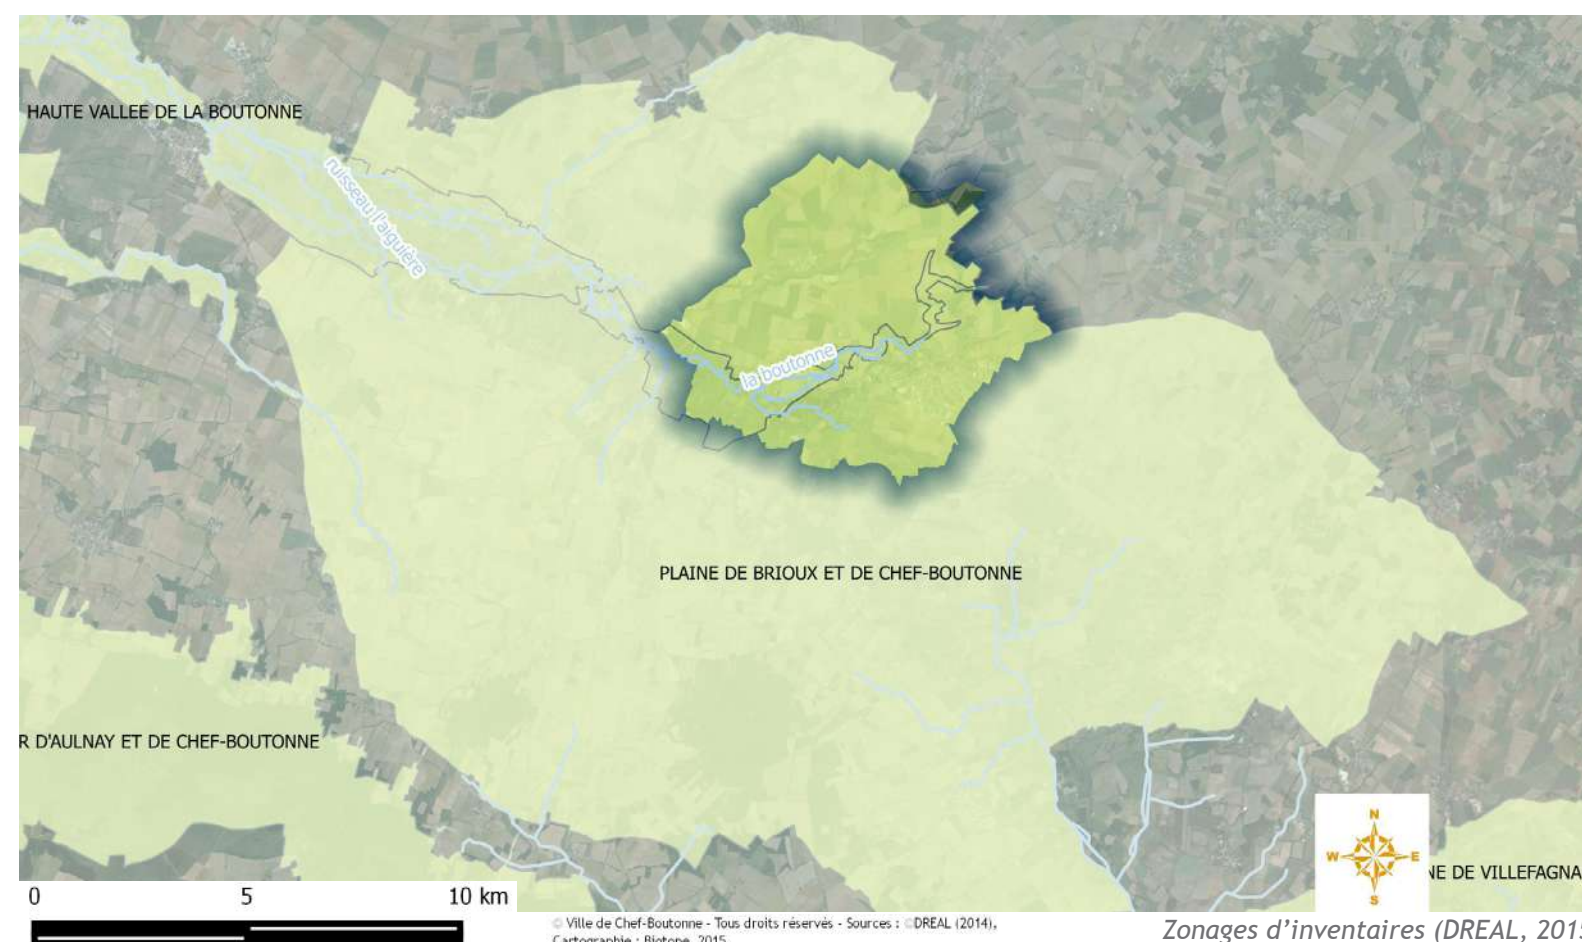 HAUTE VALLEE DE LA BOUTONNE
ruisseau l'aiguière
la boutonne
PLAINE DE BRIOUX ET DE CHEF-BOUTONNE
R D'AULNAY ET DE CHEF-BOUTONNE
N
W E
S
NE DE VILLEFAGNA
0 5 10 km
© Ville de Chef-Boutonne - Tous droits réservés - Sources : ©DREAL (2014),
Cartographie : Biotope, 2015
Zonages d’inventaires (DREAL, 2015